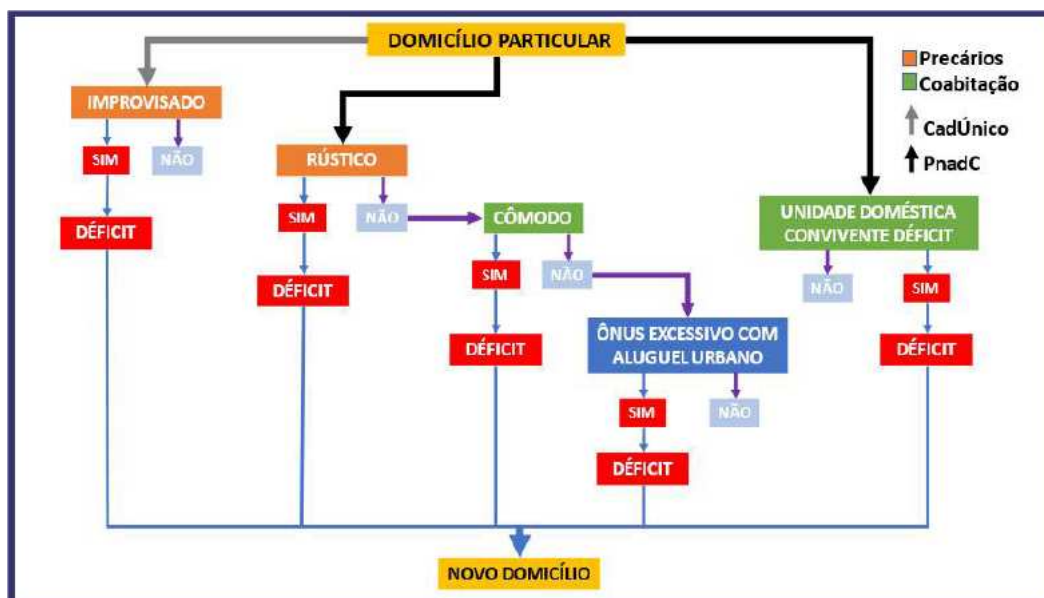 DOMICÍLIO PARTICULAR
Precários
Coabitação
CadÚnico
PnadC
IMPROVISADO
SIM
NÃO
DÉFICIT
RÚSTICO
SIM
NÃO
DÉFICIT
CÔMODO
SIM
NÃO
DÉFICIT
ÔNUS EXCESSIVO COM
ALUGUEL URBANO
SIM
NÃO
DÉFICIT
UNIDADE DOMÉSTICA
CONVIVENTE DÉFICIT
NÃO
SIM
DÉFICIT
NOVO DOMICÍLIO